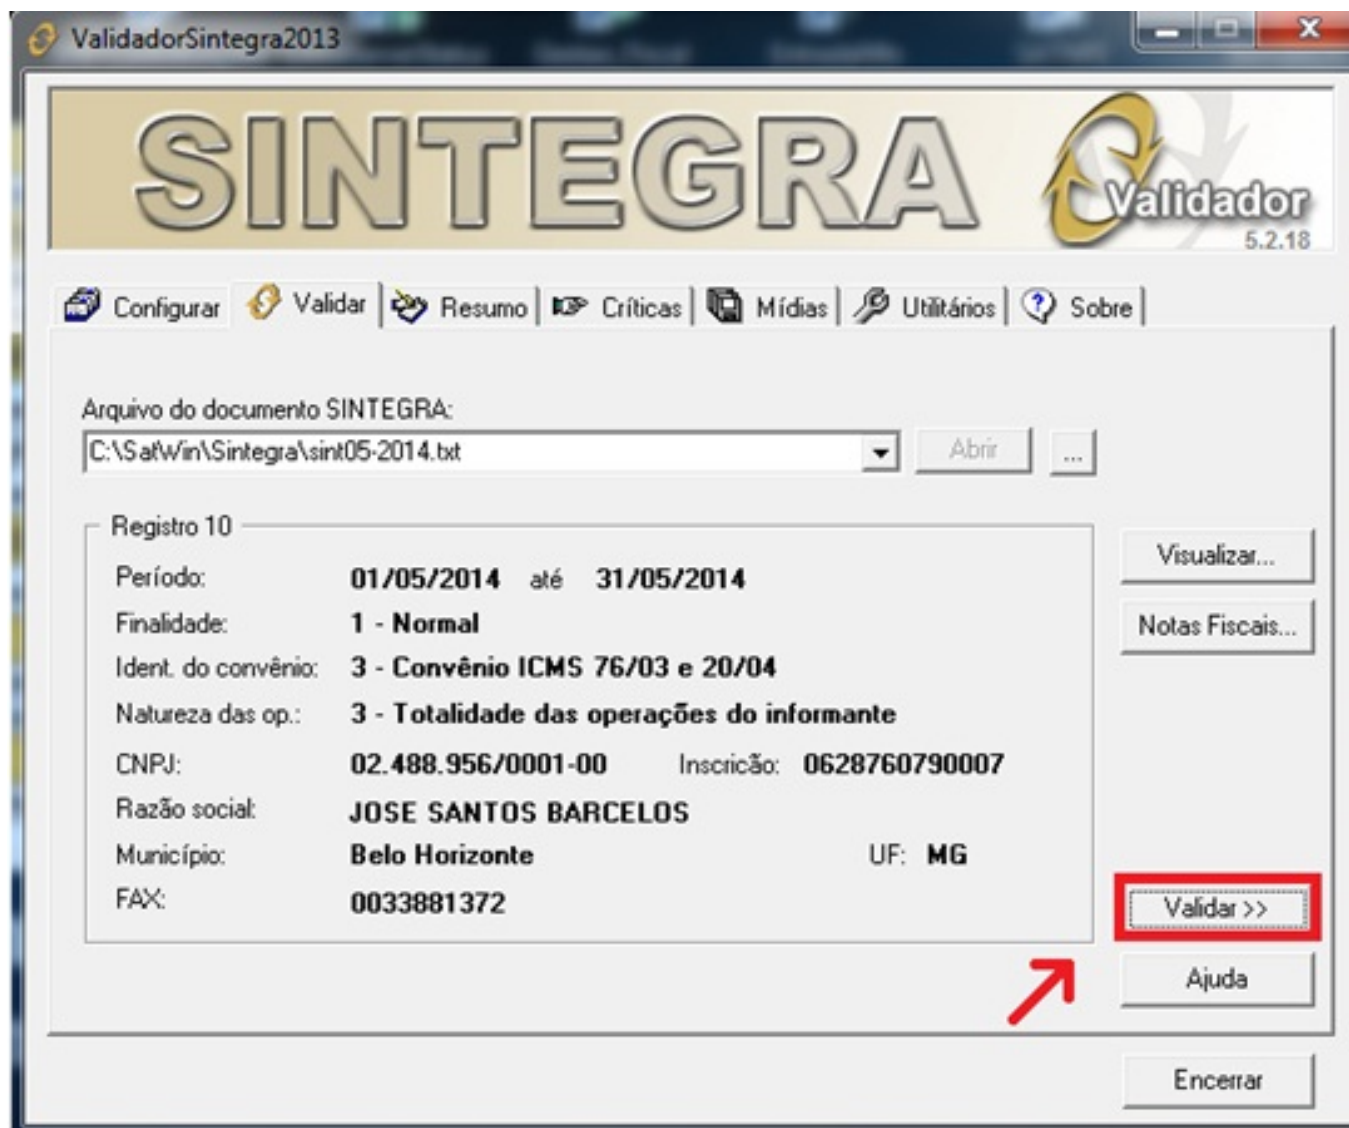 ValidadorSintegra2013
SINTEGRA
Validador
5.2.18
Configurar Validar Resumo Críticas Mídias Utilitários Sobre
Arquivo do documento SINTEGRA:
C:\SatWin\Sintegra\sint05-2014.txt Abrir ...
Registro 10
Período: 01/05/2014 até 31/05/2014
Finalidade: 1 - Normal
Ident. do convênio: 3 - Convênio ICMS 76/03 e 20/04
Natureza das op.: 3 - Totalidade das operações do informante
CNPJ: 02.488.956/0001-00 Inscricão: 0628760790007
Razão social: JOSE SANTOS BARCELOS
Município: Belo Horizonte UF: MG
FAX: 0033881372
Visualizar...
Notas Fiscais...
Validar >>
Ajuda
Encerrar